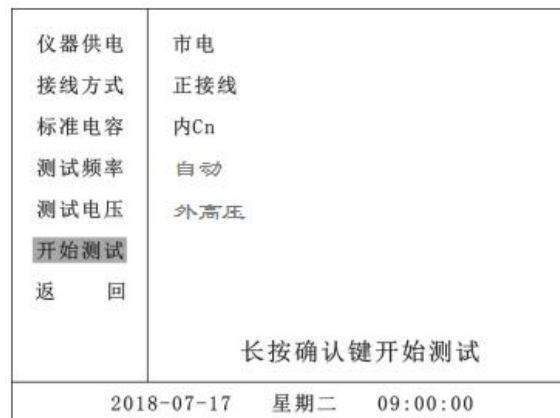 仪器供电 市电
接线方式 正接线
标准电容 内Cn
测试频率 自动
测试电压 外高压
开始测试
返 回
长按确认键开始测试
2018-07-17 星期二 09:00:00